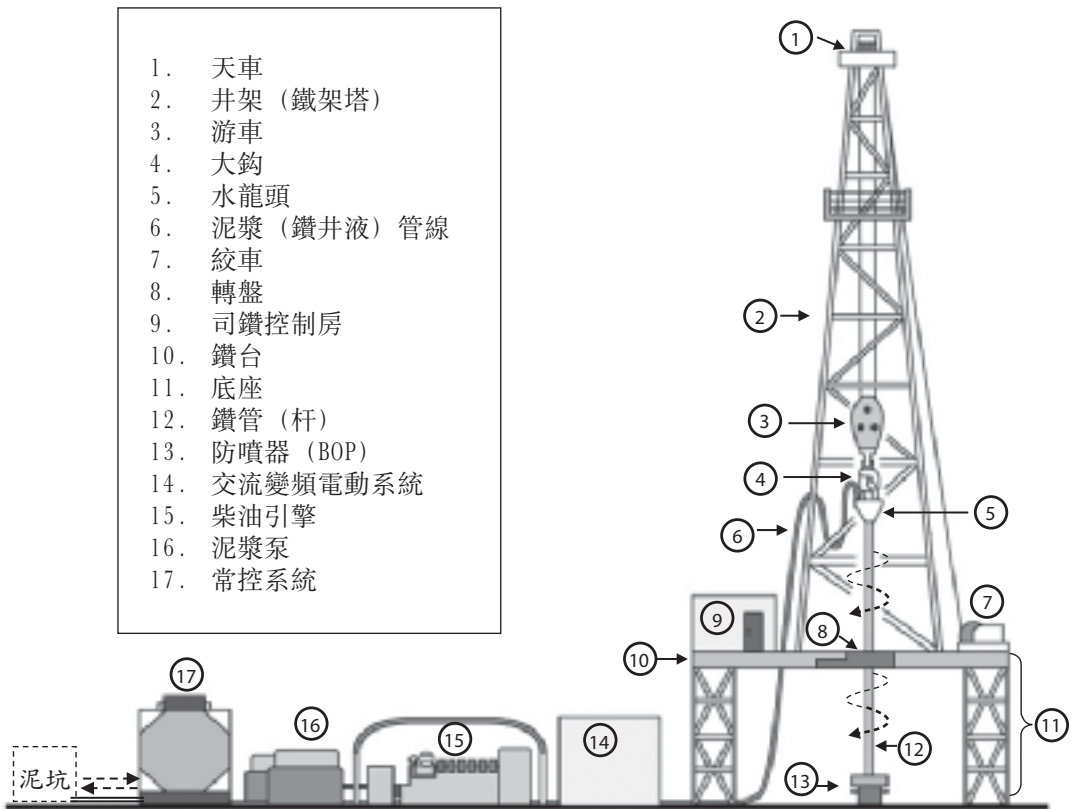 1. 天車
2. 井架（鐵架塔）
3. 游車
4. 大鈎
5. 水龍頭
6. 泥漿（鑽井液）管線
7. 絞車
8. 轉盤
9. 司鑽控制房
10. 鑽台
11. 底座
12. 鑽管（杆）
13. 防噴器（BOP）
14. 交流變頻電動系統
15. 柴油引擎
16. 泥漿泵
17. 常控系統
1
2
3
4
5
6
7
9
8
10
17
16
15
14
11
12
13
泥坑